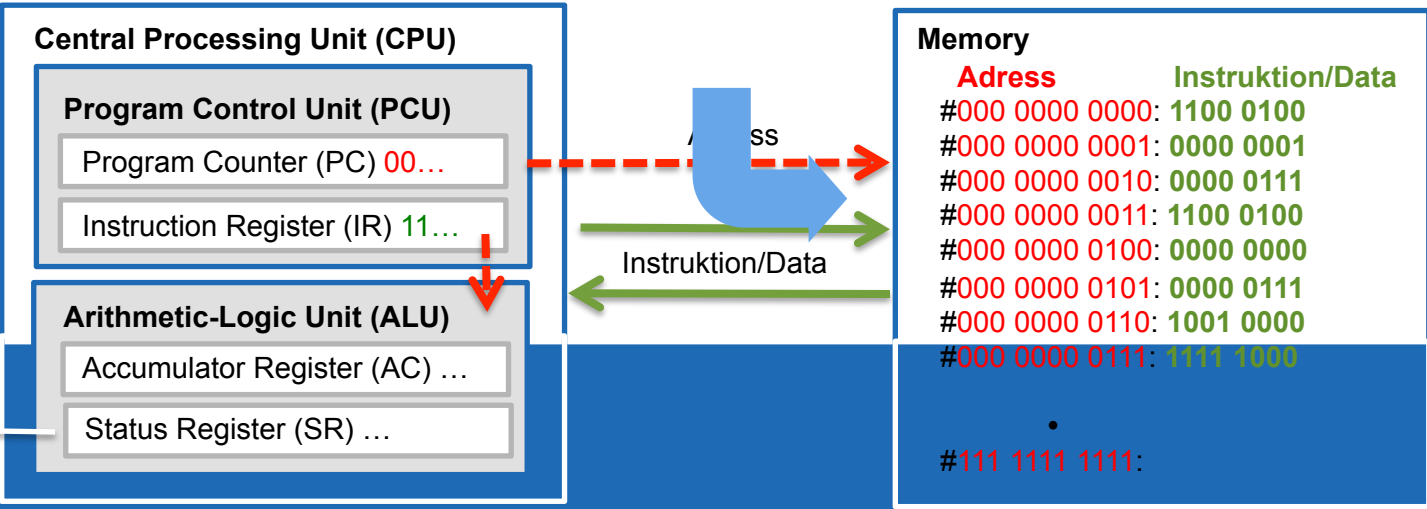 Central Processing Unit (CPU)
Program Control Unit (PCU)
Program Counter (PC) 00…
Instruction Register (IR) 11…
Arithmetic-Logic Unit (ALU)
Accumulator Register (AC) …
Status Register (SR) …
Instruktion/Data
Memory
Adress Instruktion/Data
#000 0000 0000: 1100 0100
#000 0000 0001: 0000 0001
#000 0000 0010: 0000 0111
#000 0000 0011: 1100 0100
#000 0000 0100: 0000 0000
#000 0000 0101: 0000 0111
#000 0000 0110: 1001 0000
#000 0000 0111: 1111 1000
•
#111 1111 1111: